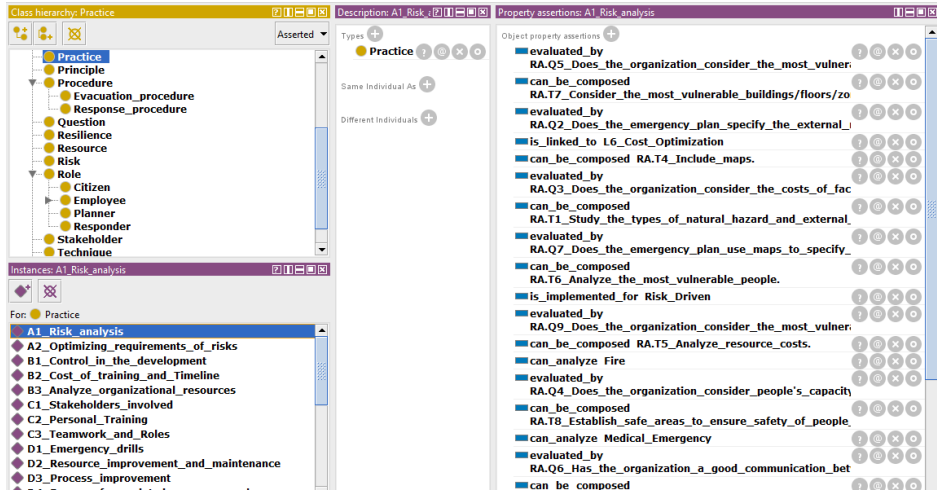 Class hierarchy: Practice
Asserted
Practice
Principle
Procedure
Evacuation_procedure
Response_procedure
Question
Resilience
Resource
Risk
Role
Citizen
Employee
Planner
Responder
Stakeholder
Technique
Instances: A1_Risk_analysis
For: Practice
A1_Risk_analysis
A2_Optimizing_requirements_of_risks
B1_Control_in_the_development
B2_Cost_of_training_and_Timeline
B3_Analyze_organizational_resources
C1_Stakeholders_involved
C2_Personal_Training
C3_Teamwork_and_Roles
D1_Emergency_drills
D2_Resource_improvement_and_maintenance
D3_Process_improvement
Description: A1_Risk_
Types
Practice
Same Individual As
Different Individuals
Property assertions: A1_Risk_analysis
Object property assertions
evaluated_by
RA.Q5_Does_the_organization_consider_the_most_vulnera
can_be_composed
RA.T7_Consider_the_most_vulnerable_buildings/floors/zo
evaluated_by
RA.Q2_Does_the_emergency_plan_specify_the_external_
is_linked_to L6_Cost_Optimization
can_be_composed RA.T4_Include_maps.
evaluated_by
RA.Q3_Does_the_organization_consider_the_costs_of_fac
can_be_composed
RA.T1_Study_the_types_of_natural_hazard_and_external_
evaluated_by
RA.Q7_Does_the_emergency_plan_use_maps_to_specify_
can_be_composed
RA.T6_Analyze_the_most_vulnerable_people.
is_implemented_for Risk_Driven
evaluated_by
RA.Q9_Does_the_organization_consider_the_most_vulnera
can_be_composed RA.T5_Analyze_resource_costs.
can_analyze Fire
evaluated_by
RA.Q4_Does_the_organization_consider_people's_capacity
can_be_composed
RA.T8_Establish_safe_areas_to_ensure_safety_of_people_
can_analyze Medical_Emergency
evaluated_by
RA.Q6_Has_the_organization_a_good_communication_bet
can_be_composed